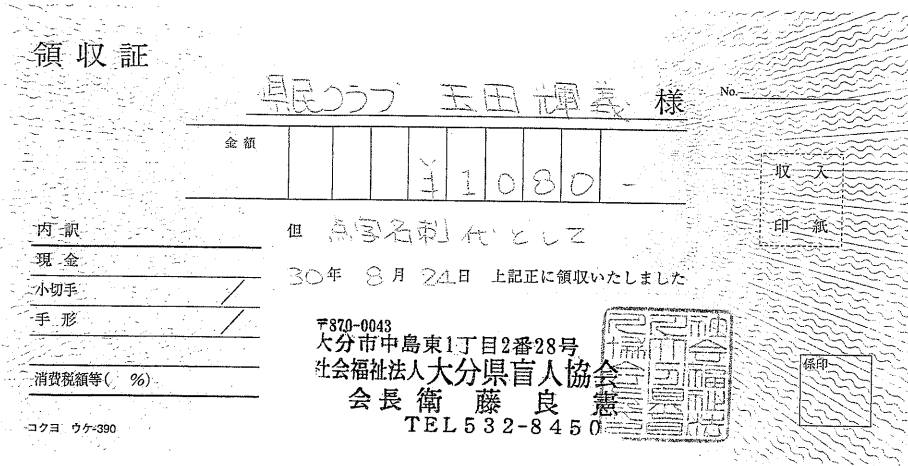 領収証
県民クラブ 玉田輝義 様
No.
金額
¥1080-
収入
印紙
内訳
但 点字名刺代として
現金
30年 8月 24日 上記正に領収いたしました
小切手
手形
〒870-0043
大分市中島東1丁目2番28号
社会福祉法人大分県盲人協会
会長 衛藤良憲
TEL532-8450
消費税額等( %)
係印
コクヨ ウケ-390